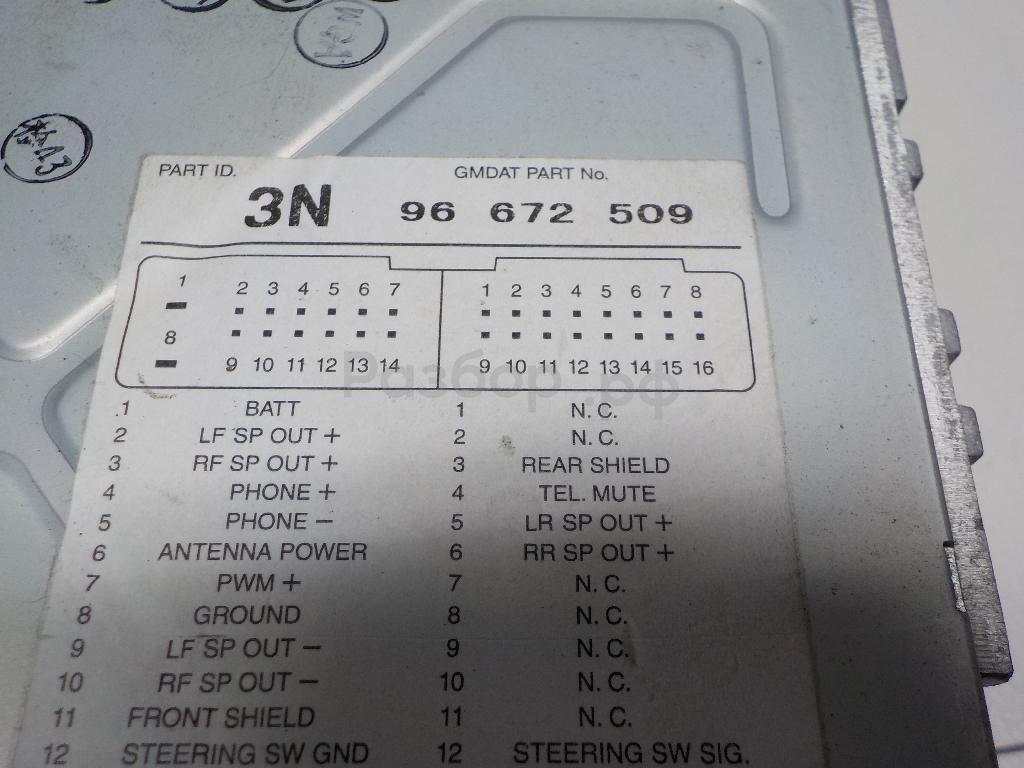 PART ID. GMDAT PART No.
3N 96 672 509
1 2 3 4 5 6 7 1 2 3 4 5 6 7 8
8
9 10 11 12 13 14 9 10 11 12 13 14 15 16
Разбор.рф
1 BATT 1 N. C.
2 LF SP OUT + 2 N. C.
3 RF SP OUT + 3 REAR SHIELD
4 PHONE + 4 TEL. MUTE
5 PHONE − 5 LR SP OUT +
6 ANTENNA POWER 6 RR SP OUT +
7 PWM + 7 N. C.
8 GROUND 8 N. C.
9 LF SP OUT − 9 N. C.
10 RF SP OUT − 10 N. C.
11 FRONT SHIELD 11 N. C.
12 STEERING SW GND 12 STEERING SW SIG.